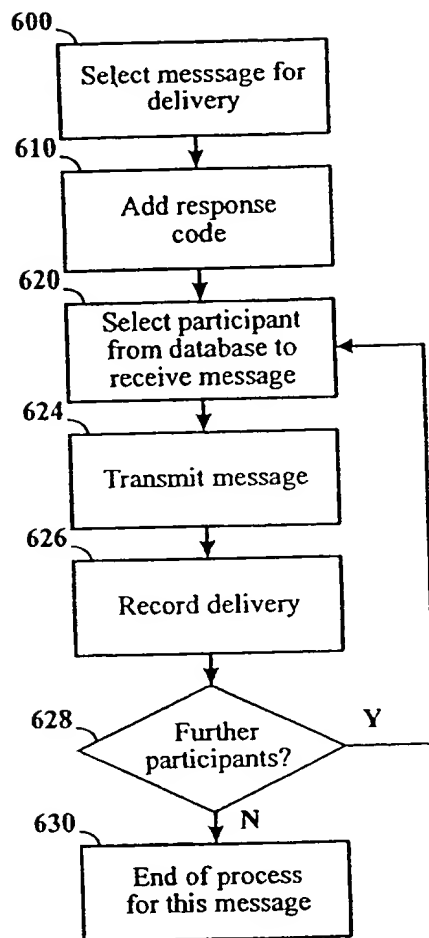 600
Select messsage for
delivery
610
Add response
code
620
Select participant
from database to
receive message
624
Transmit message
626
Record delivery
628
Further
participants?
Y
N
630
End of process
for this message